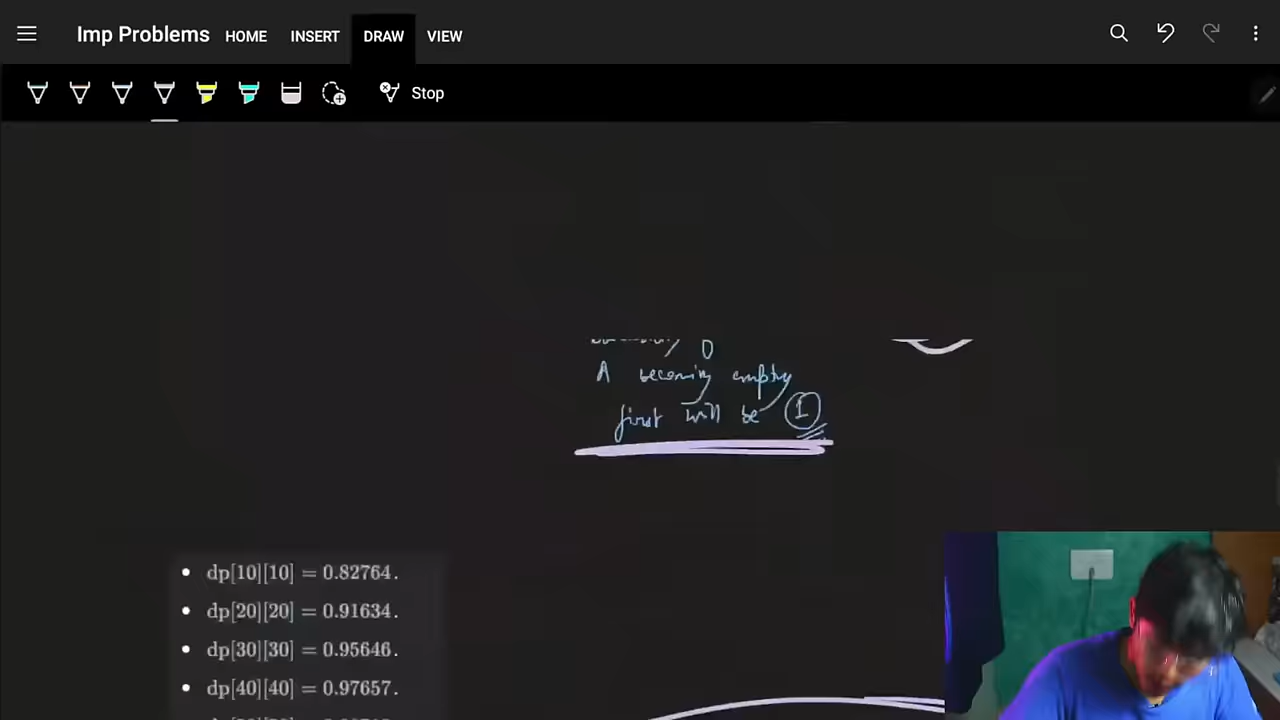 Imp Problems HOME INSERT DRAW VIEW
Stop
A becoming empty
first will be 1
dp[10][10] = 0.82764.
dp[20][20] = 0.91634.
dp[30][30] = 0.95646.
dp[40][40] = 0.97657.